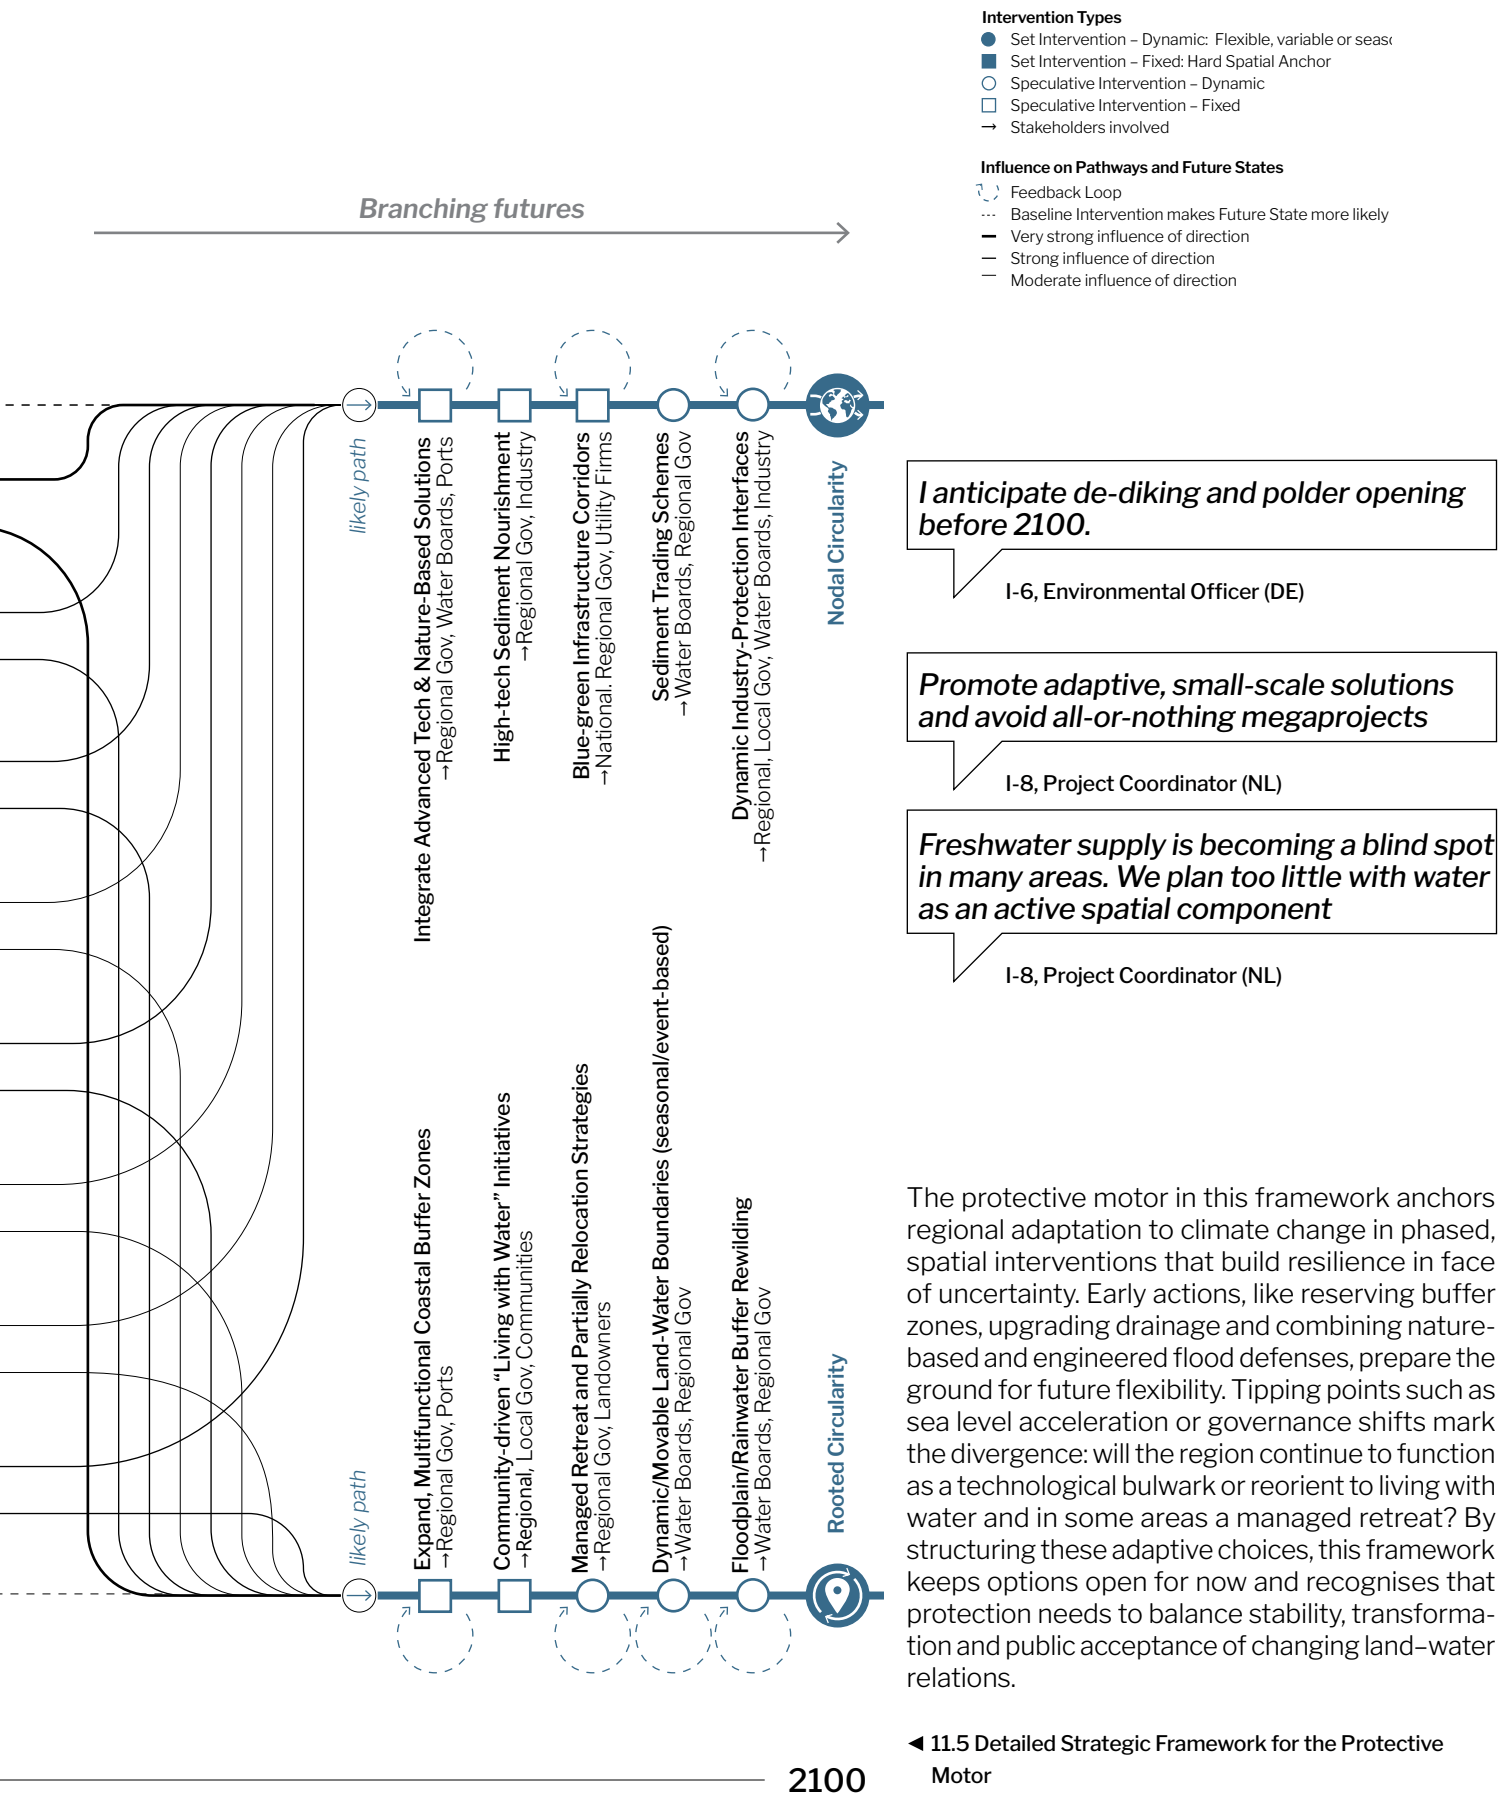 Intervention Types
Set Intervention – Dynamic: Flexible, variable or
Set Intervention – Fixed: Hard Spatial Anchor
Speculative Intervention – Dynamic
Speculative Intervention – Fixed
→ Stakeholders involved
Influence on Pathways and Future States
Feedback Loop
Baseline Intervention makes Future State more likely
Very strong influence of direction
Strong influence of direction
Moderate influence of direction
Branching futures
likely path
Integrate Advanced Tech & Nature-Based Solutions
→Regional Gov, Water Boards, Ports
High-tech Sediment Nourishment
→Regional Gov, Industry
Blue-green Infrastructure Corridors
→National. Regional Gov, Utility Firms
Sediment Trading Schemes
→Water Boards, Regional Gov
Dynamic Industry-Protection Interfaces
→Regional, Local Gov, Water Boards, Industry
Nodal Circularity
I anticipate de-diking and polder opening
before 2100.
I-6, Environmental Officer (DE)
Promote adaptive, small-scale solutions
and avoid all-or-nothing megaprojects
I-8, Project Coordinator (NL)
Freshwater supply is becoming a blind spot
in many areas. We plan too little with water
as an active spatial component
I-8, Project Coordinator (NL)
likely path
Expand, Multifunctional Coastal Buffer Zones
→Regional Gov, Ports
Community-driven “Living with Water” Initiatives
→Regional, Local Gov, Communities
Managed Retreat and Partially Relocation Strategies
→Regional Gov, Landowners
Dynamic/Movable Land-Water Boundaries (seasonal/event-based)
→Water Boards, Regional Gov
Floodplain/Rainwater Buffer Rewilding
→Water Boards, Regional Gov
Rooted Circularity
The protective motor in this framework anchors
regional adaptation to climate change in phased,
spatial interventions that build resilience in face
of uncertainty. Early actions, like reserving buffer
zones, upgrading drainage and combining nature-
based and engineered flood defenses, prepare the
ground for future flexibility. Tipping points such as
sea level acceleration or governance shifts mark
the divergence: will the region continue to function
as a technological bulwark or reorient to living with
water and in some areas a managed retreat? By
structuring these adaptive choices, this framework
keeps options open for now and recognises that
protection needs to balance stability, transforma-
tion and public acceptance of changing land–water
relations.
◄ 11.5 Detailed Strategic Framework for the Protective
Motor
2100